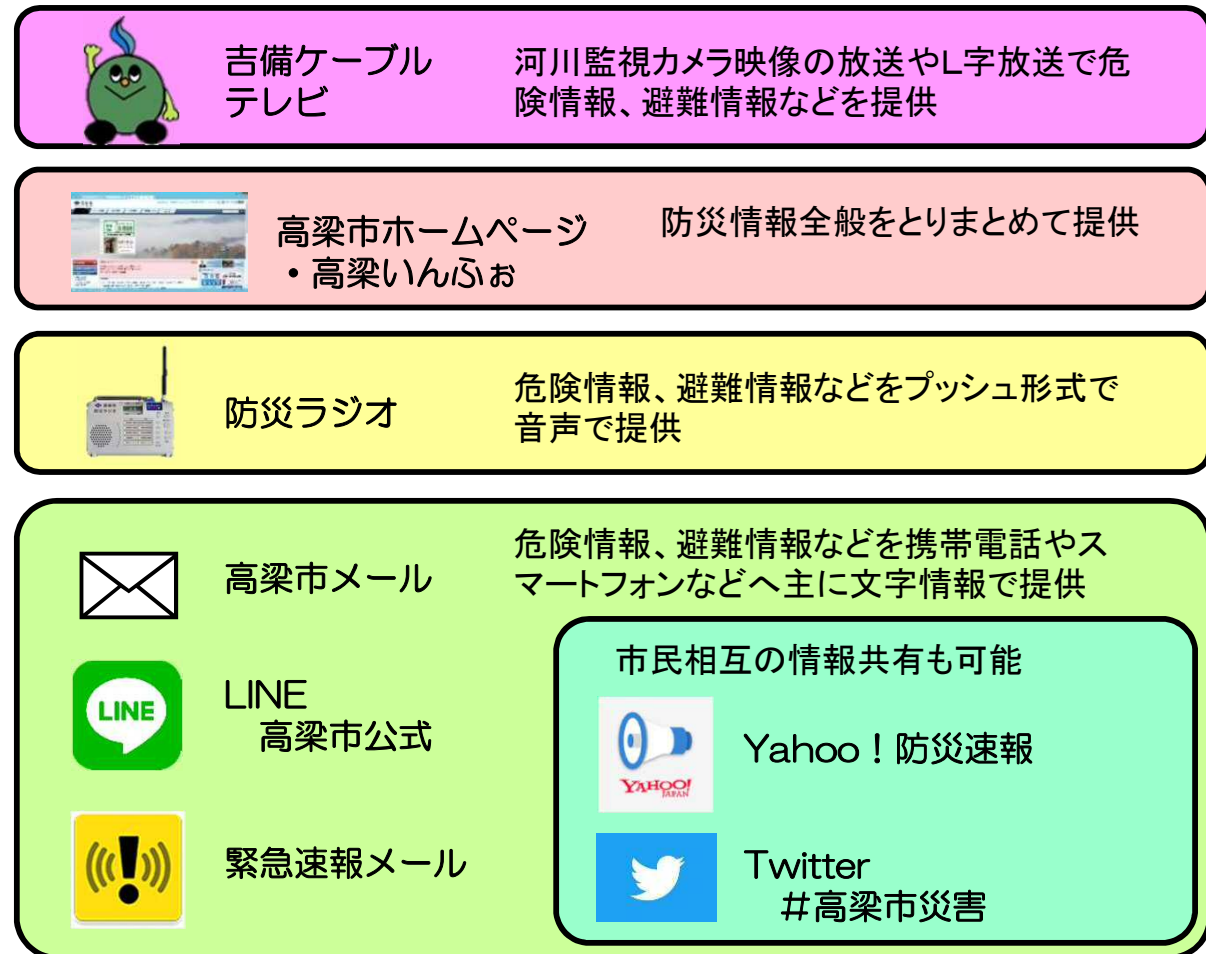 吉備ケーブル
テレビ
河川監視カメラ映像の放送やL字放送で危
険情報、避難情報などを提供
高梁市ホームページ
・高梁いんふぉ
防災情報全般をとりまとめて提供
防災ラジオ
危険情報、避難情報などをプッシュ形式で
音声で提供
高梁市メール
危険情報、避難情報などを携帯電話やス
マートフォンなどへ主に文字情報で提供
LINE
LINE
高梁市公式
緊急速報メール
市民相互の情報共有も可能
YAHOO!
JAPAN
Yahoo！防災速報
Twitter
＃高梁市災害